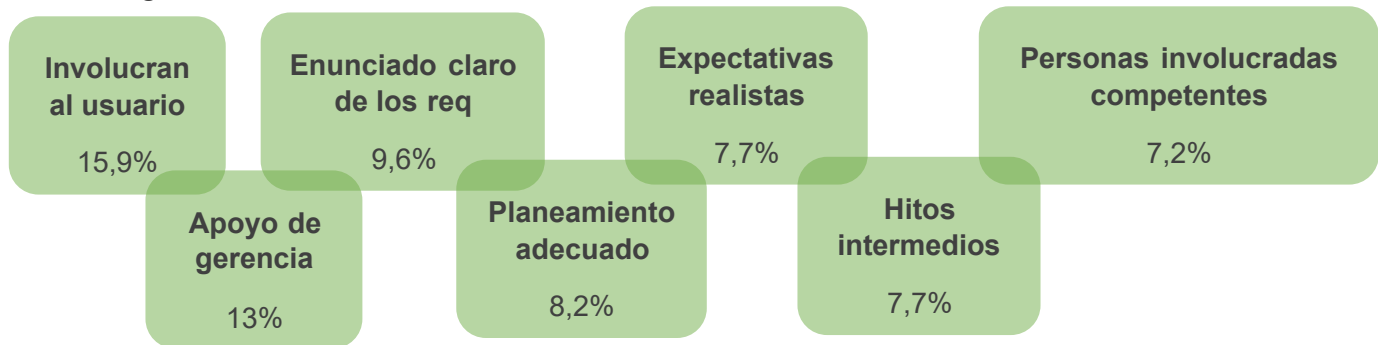 Involucran
al usuario
15,9%
Apoyo de
gerencia
13%
Enunciado claro
de los req
9,6%
Planeamiento
adecuado
8,2%
Expectativas
realistas
7,7%
Hitos
intermedios
7,7%
Personas involucradas
competentes
7,2%